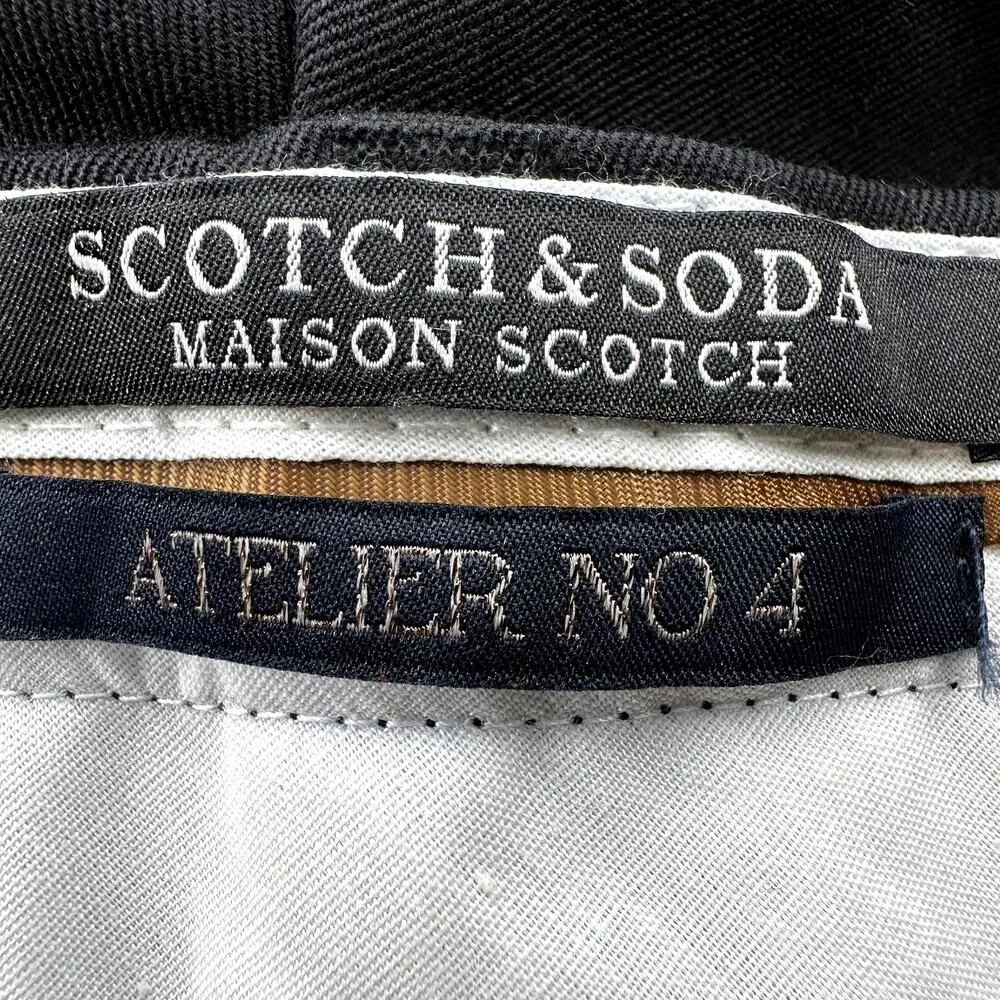 SCOTCH & SODA
MAISON SCOTCH
ATELIER NO 4